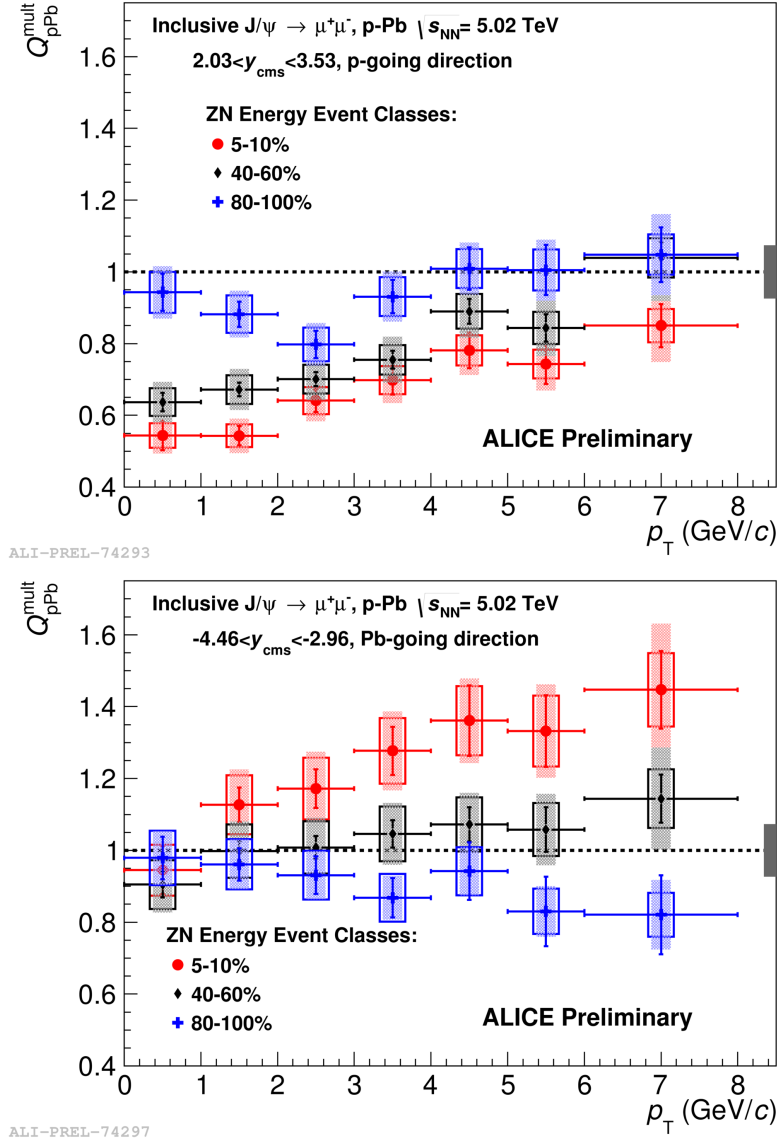 Q^mult_pPb
Inclusive J/ψ → μ⁺μ⁻, p-Pb √s_NN = 5.02 TeV
2.03<y_cms<3.53, p-going direction
ZN Energy Event Classes:
5-10%
40-60%
80-100%
1.6
1.4
1.2
1
0.8
0.6
0.4
ALICE Preliminary
0 1 2 3 4 5 6 7 8
p_T (GeV/c)
ALI-PREL-74293
Q^mult_pPb
Inclusive J/ψ → μ⁺μ⁻, p-Pb √s_NN = 5.02 TeV
-4.46<y_cms<-2.96, Pb-going direction
1.6
1.4
1.2
1
0.8
0.6
0.4
ZN Energy Event Classes:
5-10%
40-60%
80-100%
ALICE Preliminary
0 1 2 3 4 5 6 7 8
p_T (GeV/c)
ALI-PREL-74297